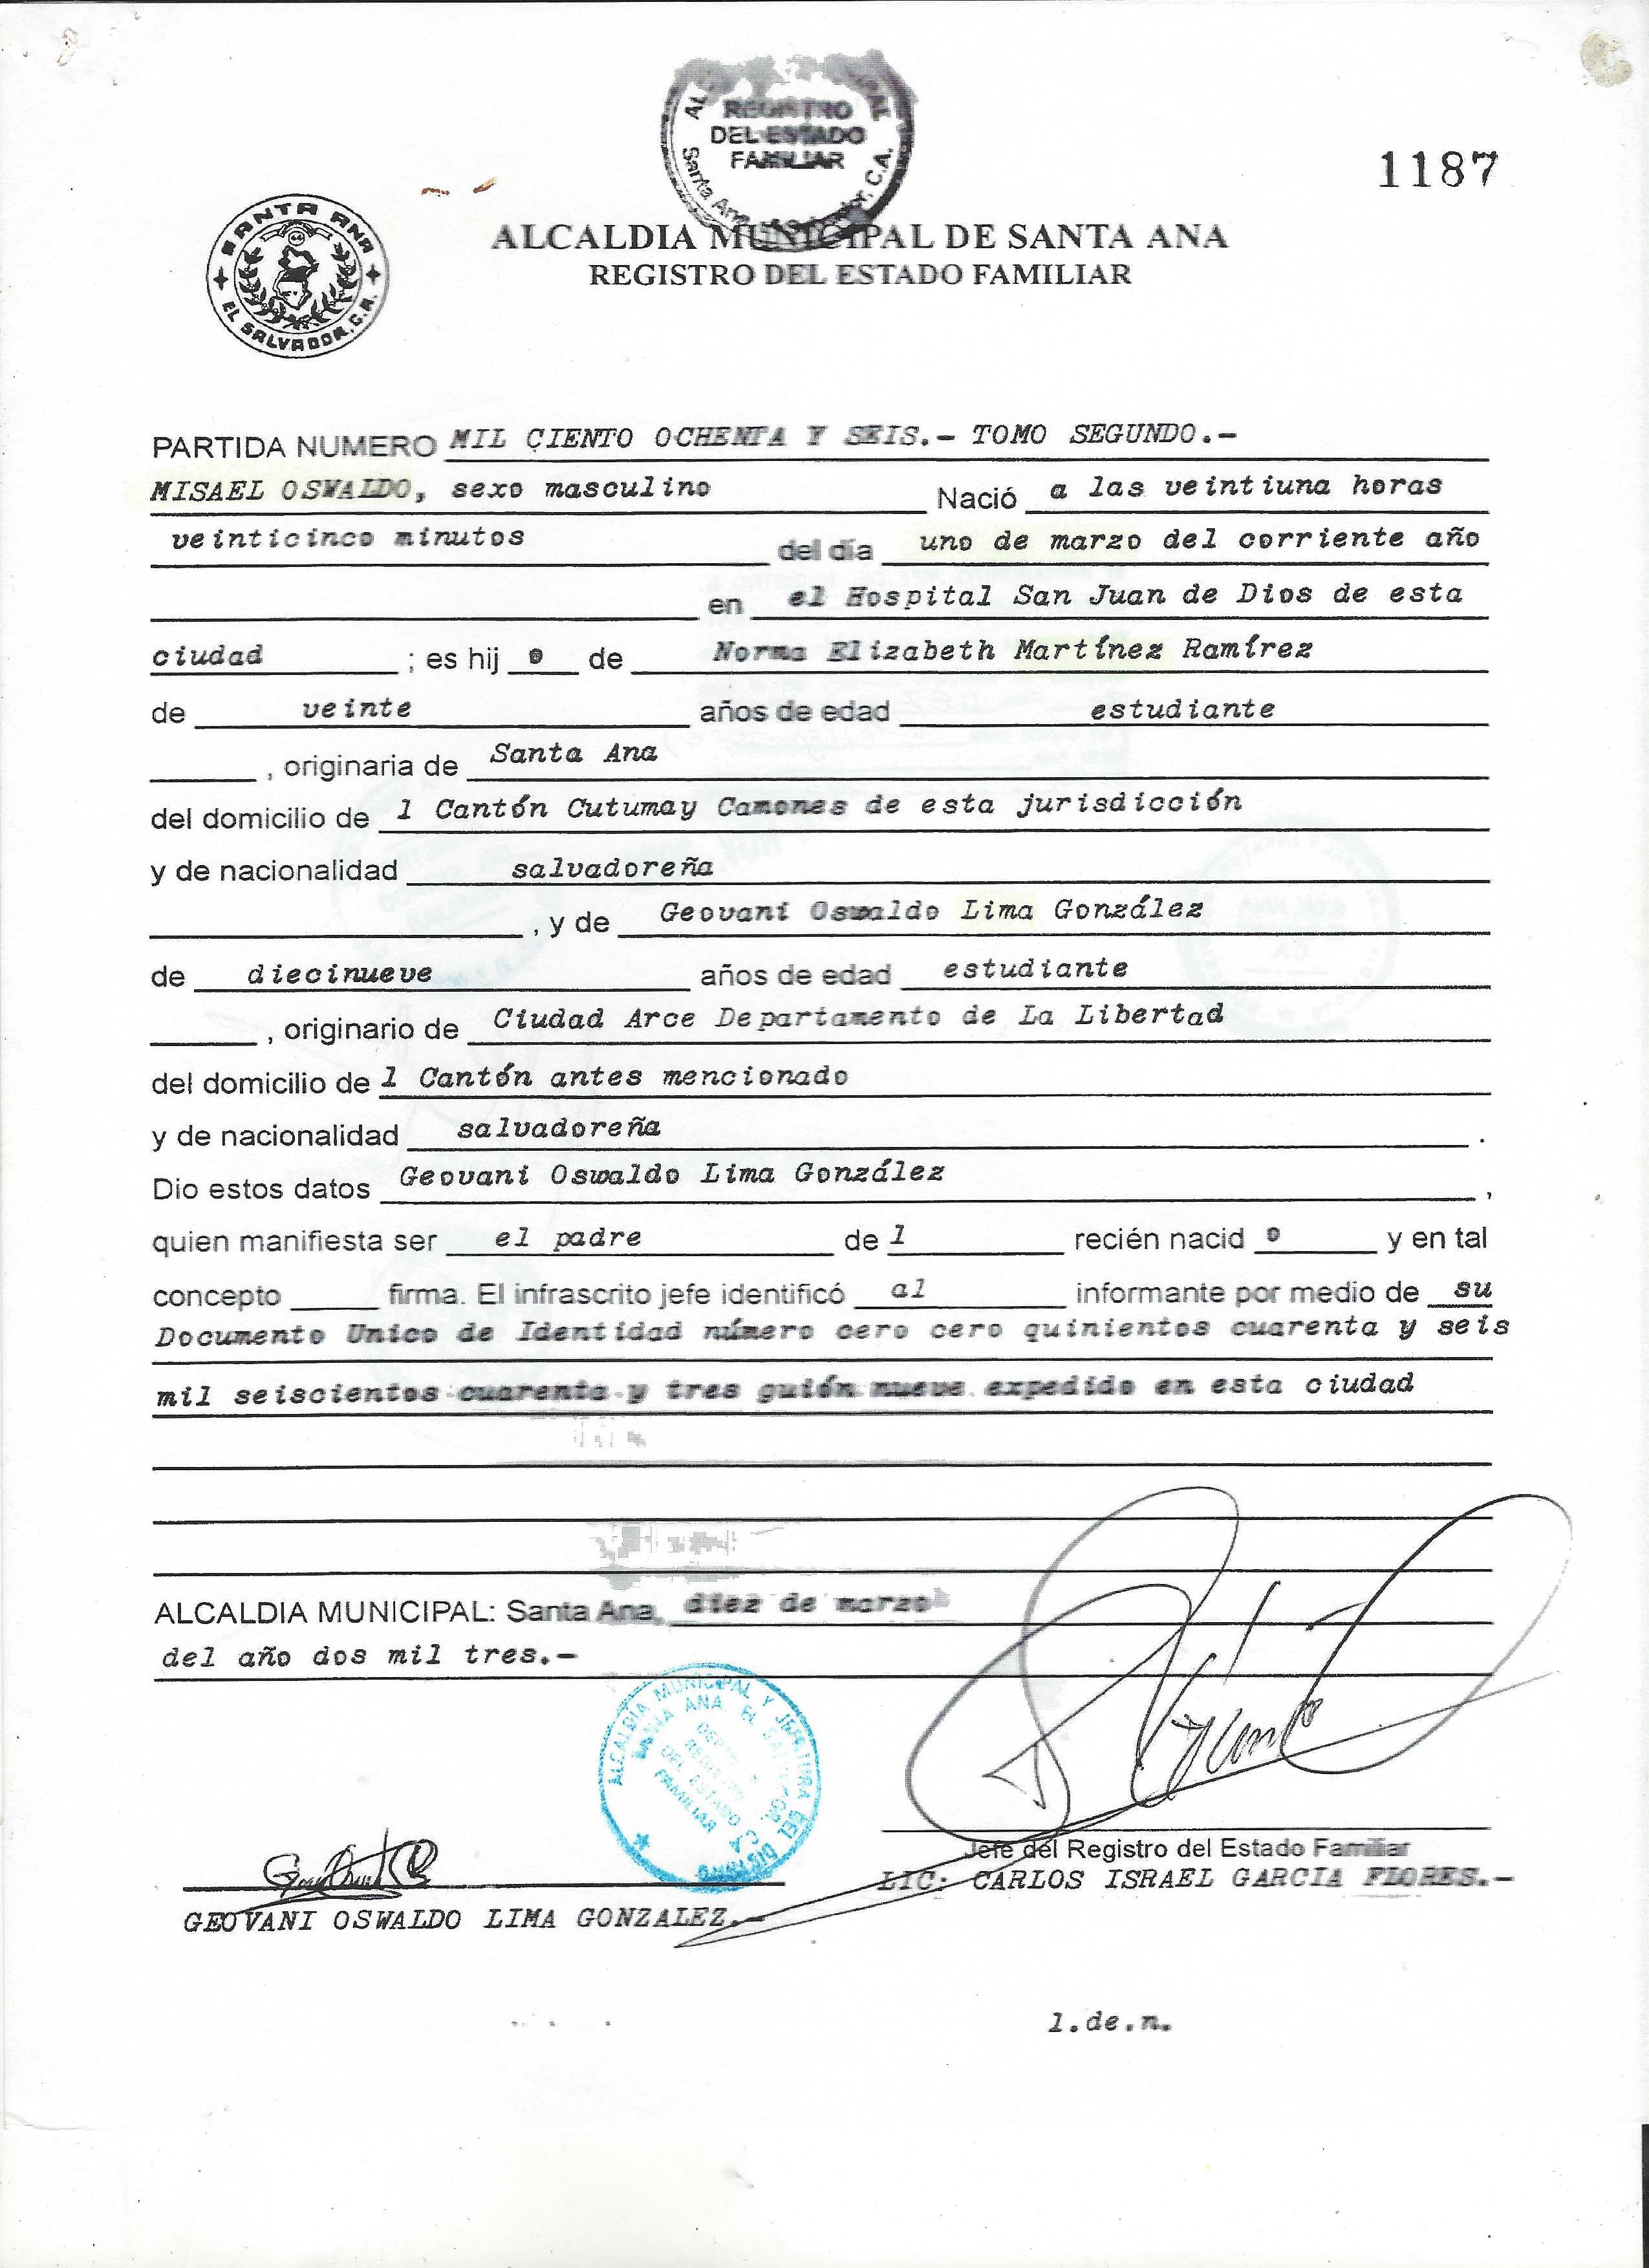 REGISTRO
DEL ESTADO
FAMILIAR
Santa Ana, El Salvador, C.A.
1187
SANTA ANA
EL SALVADOR, C.A.
ALCALDIA MUNICIPAL DE SANTA ANA
REGISTRO DEL ESTADO FAMILIAR
PARTIDA NUMERO MIL CIENTO OCHENTA Y SEIS.- TOMO SEGUNDO.-
MISAEL OSWALDO, sexo masculino Nació a las veintiuna horas
veinticinco minutos del día uno de marzo del corriente año
en el Hospital San Juan de Dios de esta
ciudad ; es hij o de Norma Elizabeth Martínez Ramírez
de veinte años de edad estudiante
, originaria de Santa Ana
del domicilio de l Cantón Cutumay Camones de esta jurisdicción
y de nacionalidad salvadoreña
, y de Geovani Oswaldo Lima González
de diecinueve años de edad estudiante
, originario de Ciudad Arce Departamento de La Libertad
del domicilio de l Cantón antes mencionado
y de nacionalidad salvadoreña .
Dio estos datos Geovani Oswaldo Lima González ,
quien manifiesta ser el padre de l recién nacid o y en tal
concepto firma. El infrascrito jefe identificó al informante por medio de su
Documento Unico de Identidad número cero cero quinientos cuarenta y seis
mil seiscientos cuarenta y tres guión nueve expedido en esta ciudad
ALCALDIA MUNICIPAL: Santa Ana, diez de marzo
del año dos mil tres.-
ALCALDIA MUNICIPAL Y JEFATURA DEL DISTRITO
SANTA ANA, EL SALVADOR, C.A.
REGISTRO
DEL ESTADO
FAMILIAR
Jefe del Registro del Estado Familiar
LIC: CARLOS ISRAEL GARCIA FLORES.-
GEOVANI OSWALDO LIMA GONZALEZ.-
l.de.n.